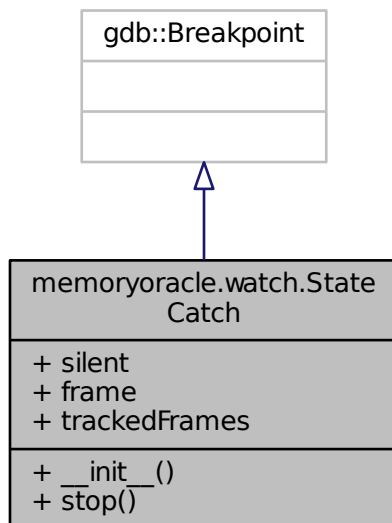 gdb::Breakpoint
memoryoracle.watch.State
Catch
+ silent
+ frame
+ trackedFrames
+ __init__()
+ stop()